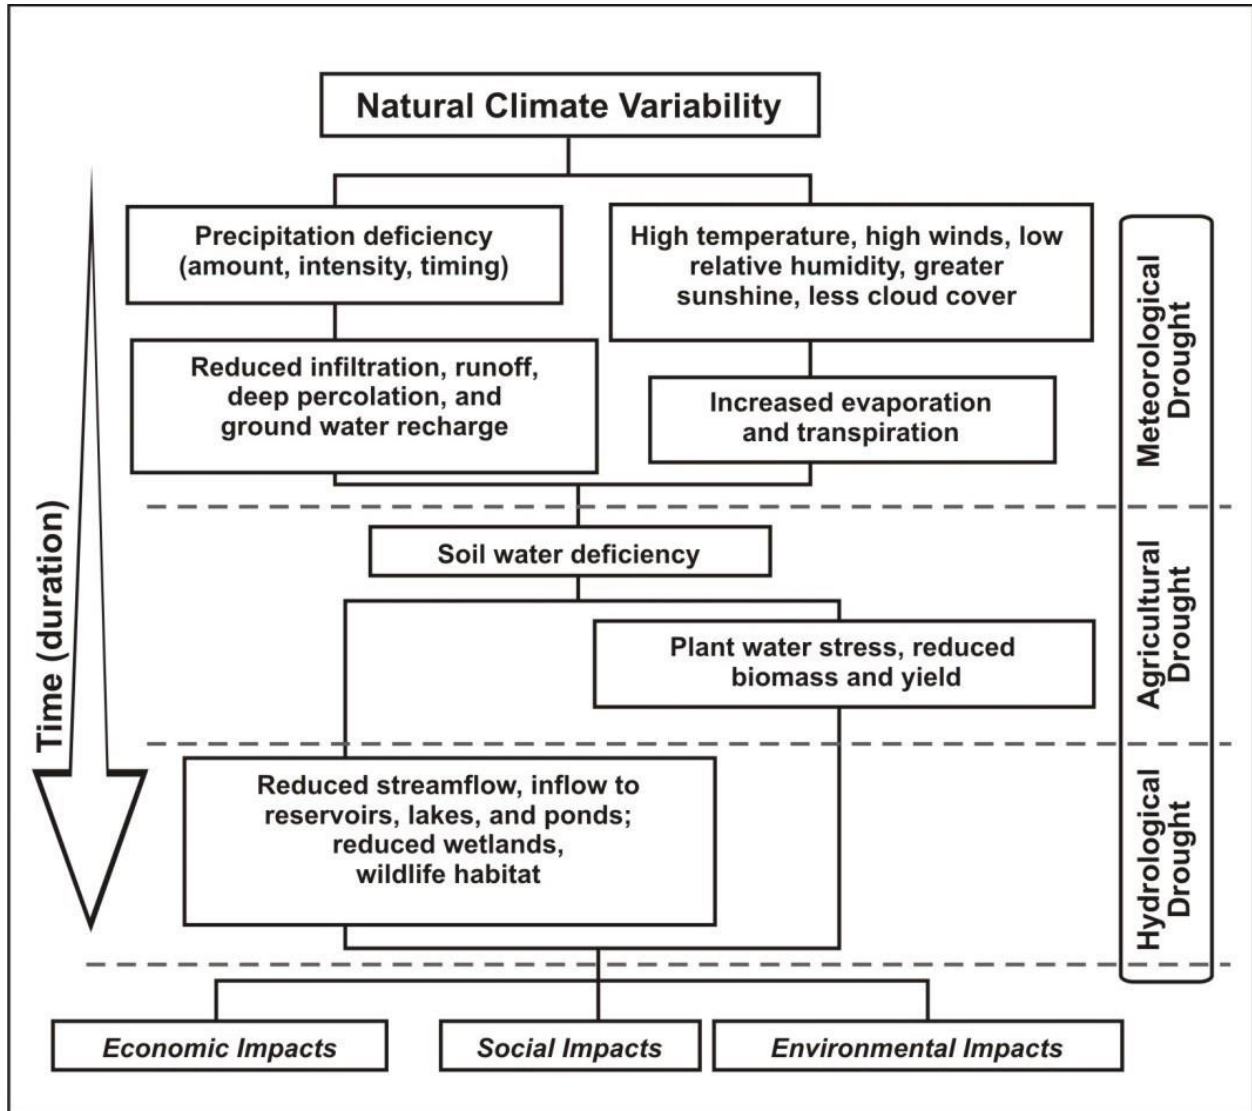 Natural Climate Variability
Precipitation deficiency
(amount, intensity, timing)
High temperature, high winds, low
relative humidity, greater
sunshine, less cloud cover
Reduced infiltration, runoff,
deep percolation, and
ground water recharge
Increased evaporation
and transpiration
Soil water deficiency
Plant water stress, reduced
biomass and yield
Reduced streamflow, inflow to
reservoirs, lakes, and ponds;
reduced wetlands,
wildlife habitat
Economic Impacts
Social Impacts
Environmental Impacts
Time (duration)
Meteorological
Drought
Agricultural
Drought
Hydrological
Drought